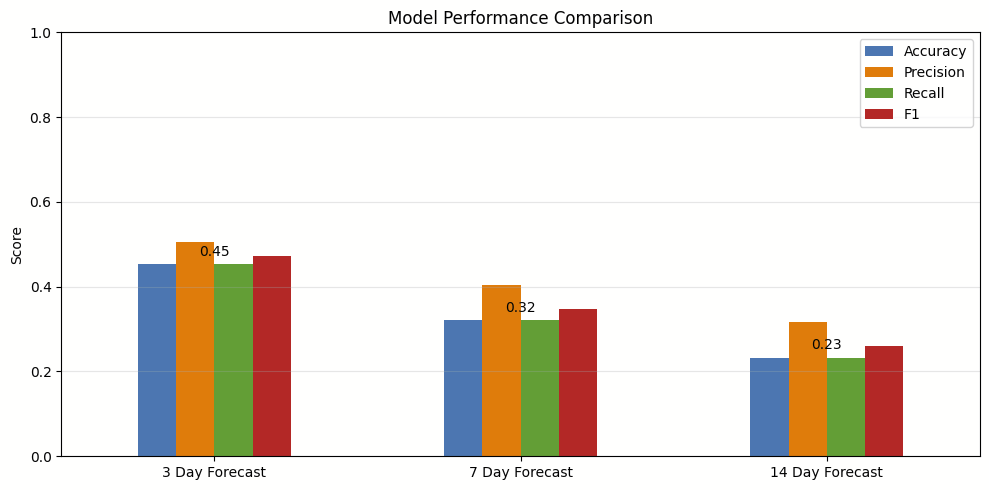 Model Performance Comparison
1.0
0.8
0.6
0.4
0.2
0.0
Score
Accuracy
Precision
Recall
F1
0.45
0.32
0.23
3 Day Forecast
7 Day Forecast
14 Day Forecast